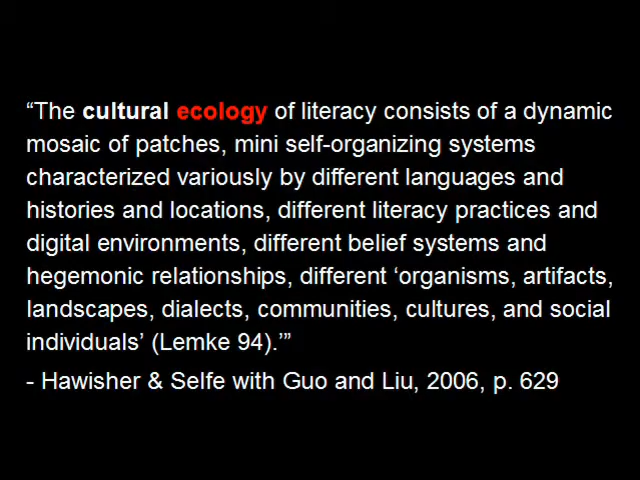 “The cultural ecology of literacy consists of a dynamic
mosaic of patches, mini self-organizing systems
characterized variously by different languages and
histories and locations, different literacy practices and
digital environments, different belief systems and
hegemonic relationships, different ‘organisms, artifacts,
landscapes, dialects, communities, cultures, and social
individuals’ (Lemke 94).’”
- Hawisher & Selfe with Guo and Liu, 2006, p. 629